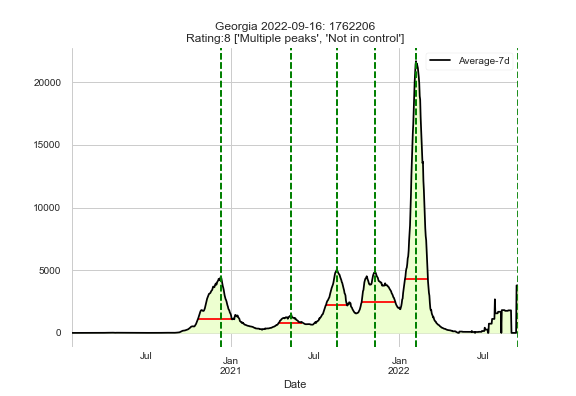 Georgia 2022-09-16: 1762206
Rating:8 ['Multiple peaks', 'Not in control']
Average-7d
20000
15000
10000
5000
0
Jul
Jan
2021
Jul
Jan
2022
Jul
Date